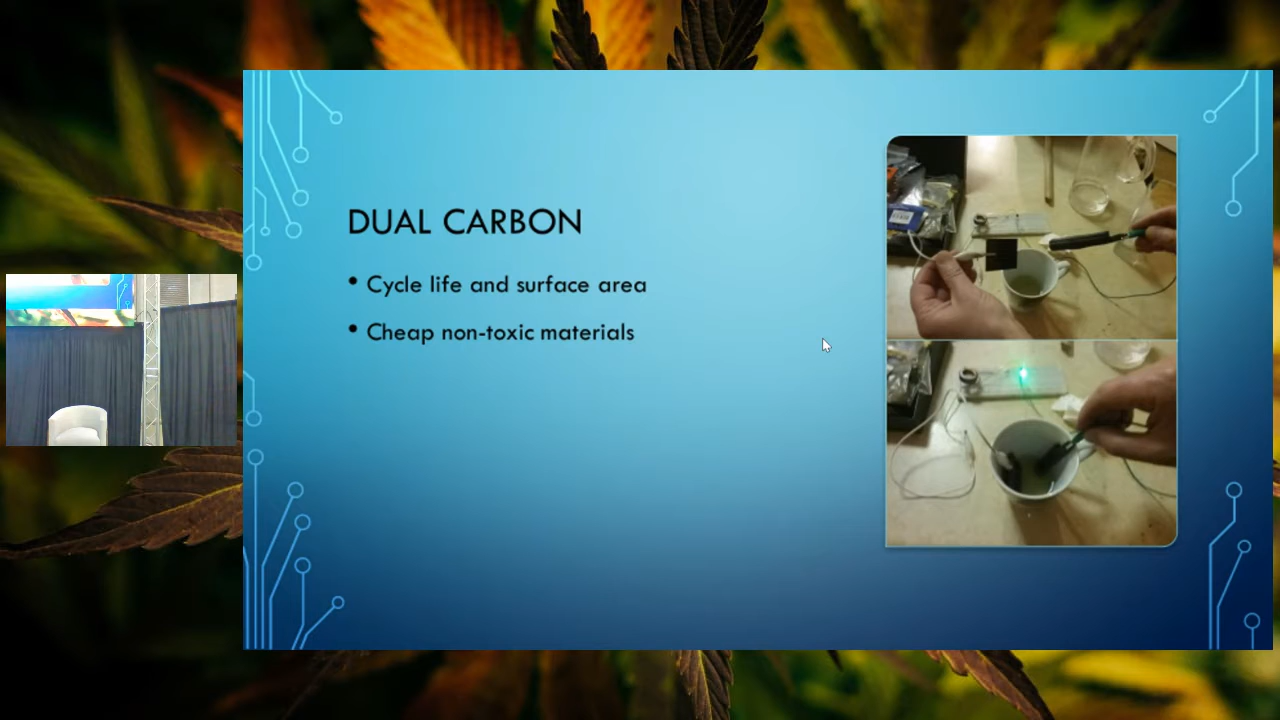 DUAL CARBON
• Cycle life and surface area
• Cheap non-toxic materials